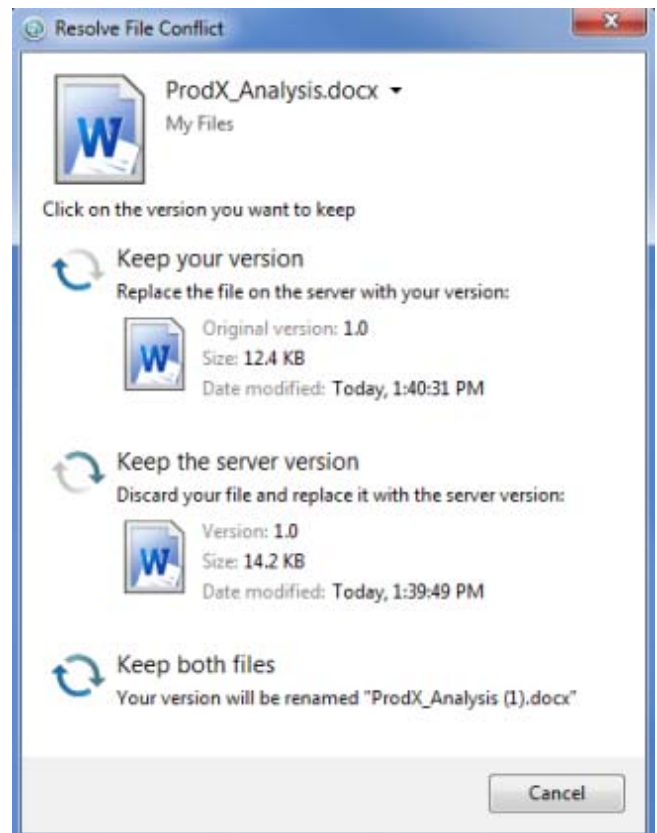 Resolve File Conflict
ProdX_Analysis.docx
My Files
Click on the version you want to keep
Keep your version
Replace the file on the server with your version:
Original version: 1.0
Size: 12.4 KB
Date modified: Today, 1:40:31 PM
Keep the server version
Discard your file and replace it with the server version:
Version: 1.0
Size: 14.2 KB
Date modified: Today, 1:39:49 PM
Keep both files
Your version will be renamed "ProdX_Analysis (1).docx"
Cancel